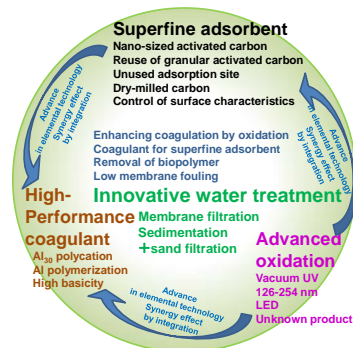 Superfine adsorbent
Nano-sized activated carbon
Reuse of granular activated carbon
Unused adsorption site
Dry-milled carbon
Control of surface characteristics
Advance
in elemental technology
Synergy effect
by integration
Advance
in elemental technology
Synergy effect
by integration
Enhancing coagulation by oxidation
Coagulant for superfine adsorbent
Removal of biopolymer
Low membrane fouling
High-
Performance
coagulant
Al30 polycation
Al polymerization
High basicity
Innovative water treatment
Membrane filtration
Sedimentation
+sand filtration
Advanced
oxidation
Vacuum UV
126-254 nm
LED
Unknown product
Advance
in elemental technology
Synergy effect
by integration